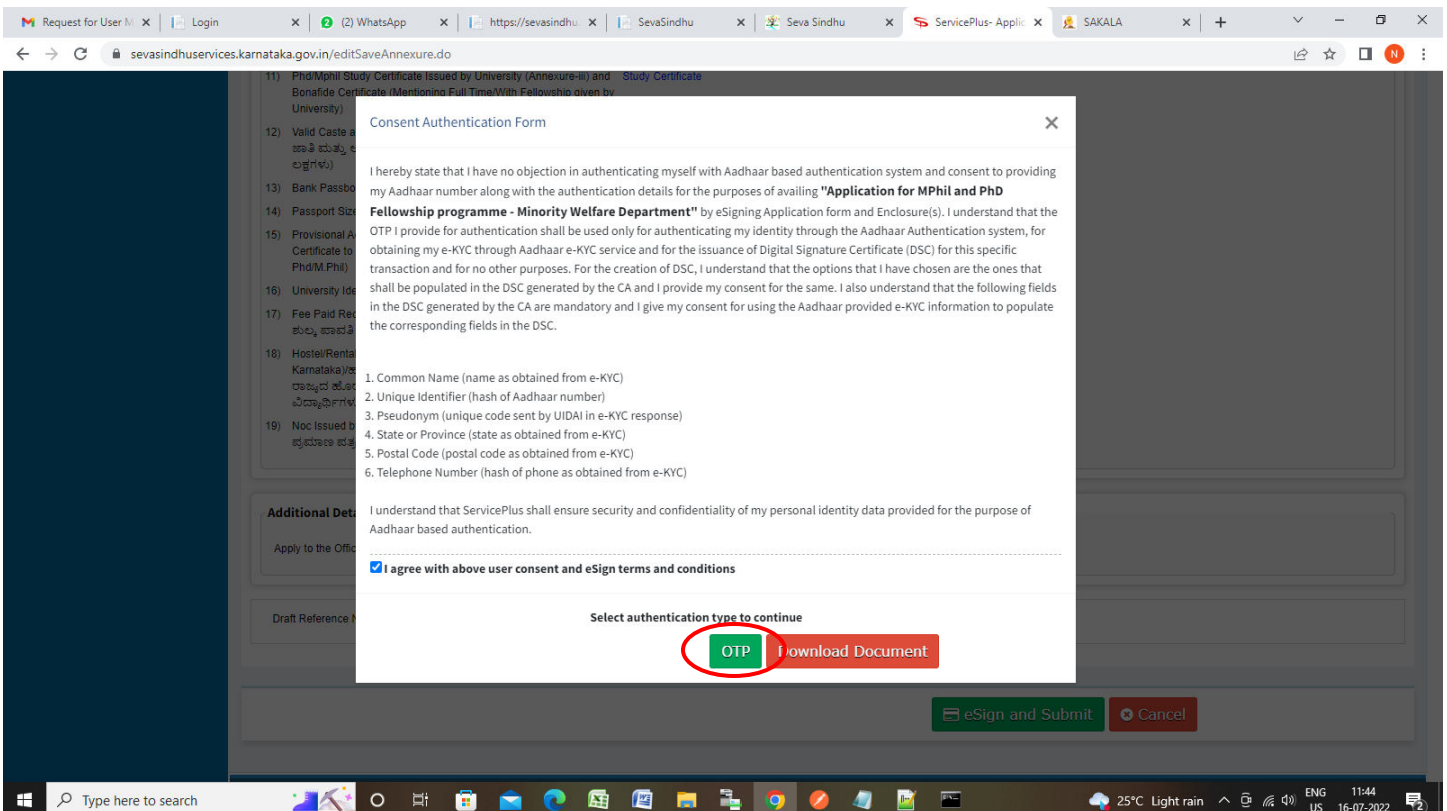 Request for User M
Login
(2) WhatsApp
https://sevasindhu.
SevaSindhu
Seva Sindhu
ServicePlus- Applic
SAKALA
sevasindhuservices.karnataka.gov.in/editSaveAnnexure.do
N
11) Phd/Mphil Study Certificate Issued by University (Annexure-iii) and Study Certificate
Bonafide Certificate (Mentioning Full Time/With Fellowship given by
University)
12) Valid Caste a
ಜಾತಿ ಮತ್ತು
13) Bank Passbo
14) Passport Size
15) Provisional A
Certificate to
Phd/M.Phil)
16) University Ide
17) Fee Paid Rec
ಶುಲ್ಕ ಪಾವತಿ
18) Hostel/Rental
Karnataka)/
ರಾಜ್ಯದ
19) Noc Issued b
ಪ್ರಮಾಣ ಪತ್ರ
Consent Authentication Form
I hereby state that I have no objection in authenticating myself with Aadhaar based authentication system and consent to providing
my Aadhaar number along with the authentication details for the purposes of availing "Application for MPhil and PhD
Fellowship programme - Minority Welfare Department" by eSigning Application form and Enclosure(s). I understand that the
OTP I provide for authentication shall be used only for authenticating my identity through the Aadhaar Authentication system, for
obtaining my e-KYC through Aadhaar e-KYC service and for the issuance of Digital Signature Certificate (DSC) for this specific
transaction and for no other purposes. For the creation of DSC, I understand that the options that I have chosen are the ones that
shall be populated in the DSC generated by the CA and I provide my consent for the same. I also understand that the following fields
in the DSC generated by the CA are mandatory and I give my consent for using the Aadhaar provided e-KYC information to populate
the corresponding fields in the DSC.
1. Common Name (name as obtained from e-KYC)
2. Unique Identifier (hash of Aadhaar number)
3. Pseudonym (unique code sent by UIDAI in e-KYC response)
4. State or Province (state as obtained from e-KYC)
5. Postal Code (postal code as obtained from e-KYC)
6. Telephone Number (hash of phone as obtained from e-KYC)
I understand that ServicePlus shall ensure security and confidentiality of my personal identity data provided for the purpose of
Aadhaar based authentication.
I agree with above user consent and eSign terms and conditions
Select authentication type to continue
OTP Download Document
Additional Deta
Apply to the Offic
Draft Reference N
eSign and Submit Cancel
Type here to search
25°C Light rain
ENG
US
11:44
16-07-2022
2